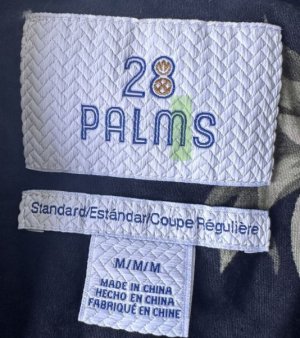 28
PALMS
Standard/Estándar/Coupe Régulière
M/M/M
MADE IN CHINA
HECHO EN CHINA
FABRIQUÉ EN CHINE